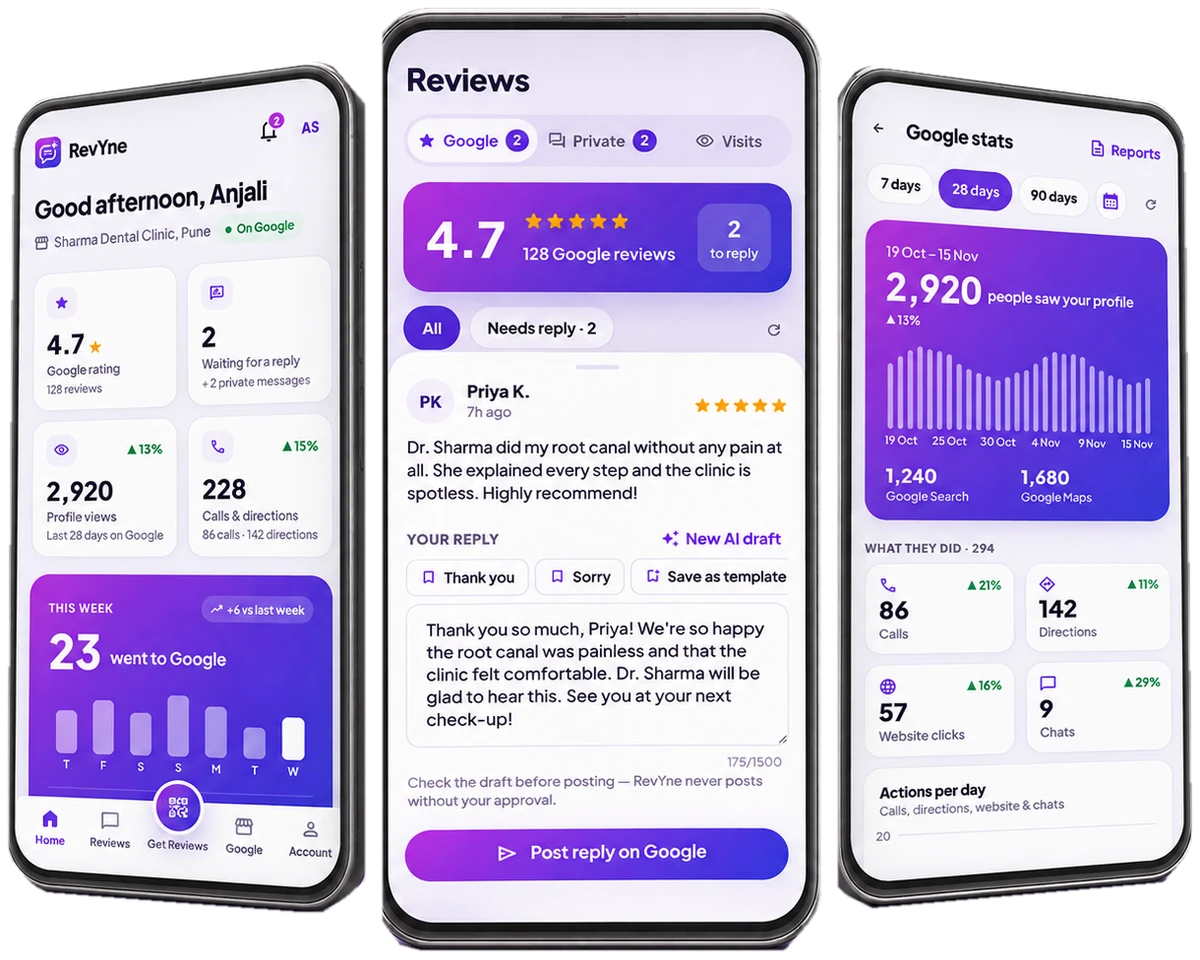 RevYne
2
AS
Good afternoon, Anjali
Sharma Dental Clinic, Pune
On Google
4.7
Google rating
128 reviews
2
Waiting for a reply
+2 private messages
▲13%
2,920
Profile views
Last 28 days on Google
▲15%
228
Calls & directions
86 calls · 142 directions
THIS WEEK
+6 vs last week
23 went to Google
T F S S M T W
Home
Reviews
Get Reviews
Google
Account
Reviews
Google 2
Private 2
Visits
4.7
128 Google reviews
2
to reply
All
Needs reply · 2
PK
Priya K.
7h ago
Dr. Sharma did my root canal without any pain at
all. She explained every step and the clinic is
spotless. Highly recommend!
YOUR REPLY
New AI draft
Thank you
Sorry
Save as template
Thank you so much, Priya! We're so happy
the root canal was painless and that the
clinic felt comfortable. Dr. Sharma will be
glad to hear this. See you at your next
check-up!
175/1500
Check the draft before posting — RevYne never posts
without your approval.
Post reply on Google
Google stats
Reports
7 days
28 days
90 days
19 Oct – 15 Nov
2,920 people saw your profile
▲13%
19 Oct 25 Oct 30 Oct 4 Nov 9 Nov 15 Nov
1,240
Google Search
1,680
Google Maps
WHAT THEY DID · 294
▲21%
86
Calls
▲11%
142
Directions
▲16%
57
Website clicks
▲29%
9
Chats
Actions per day
Calls, directions, website & chats
20